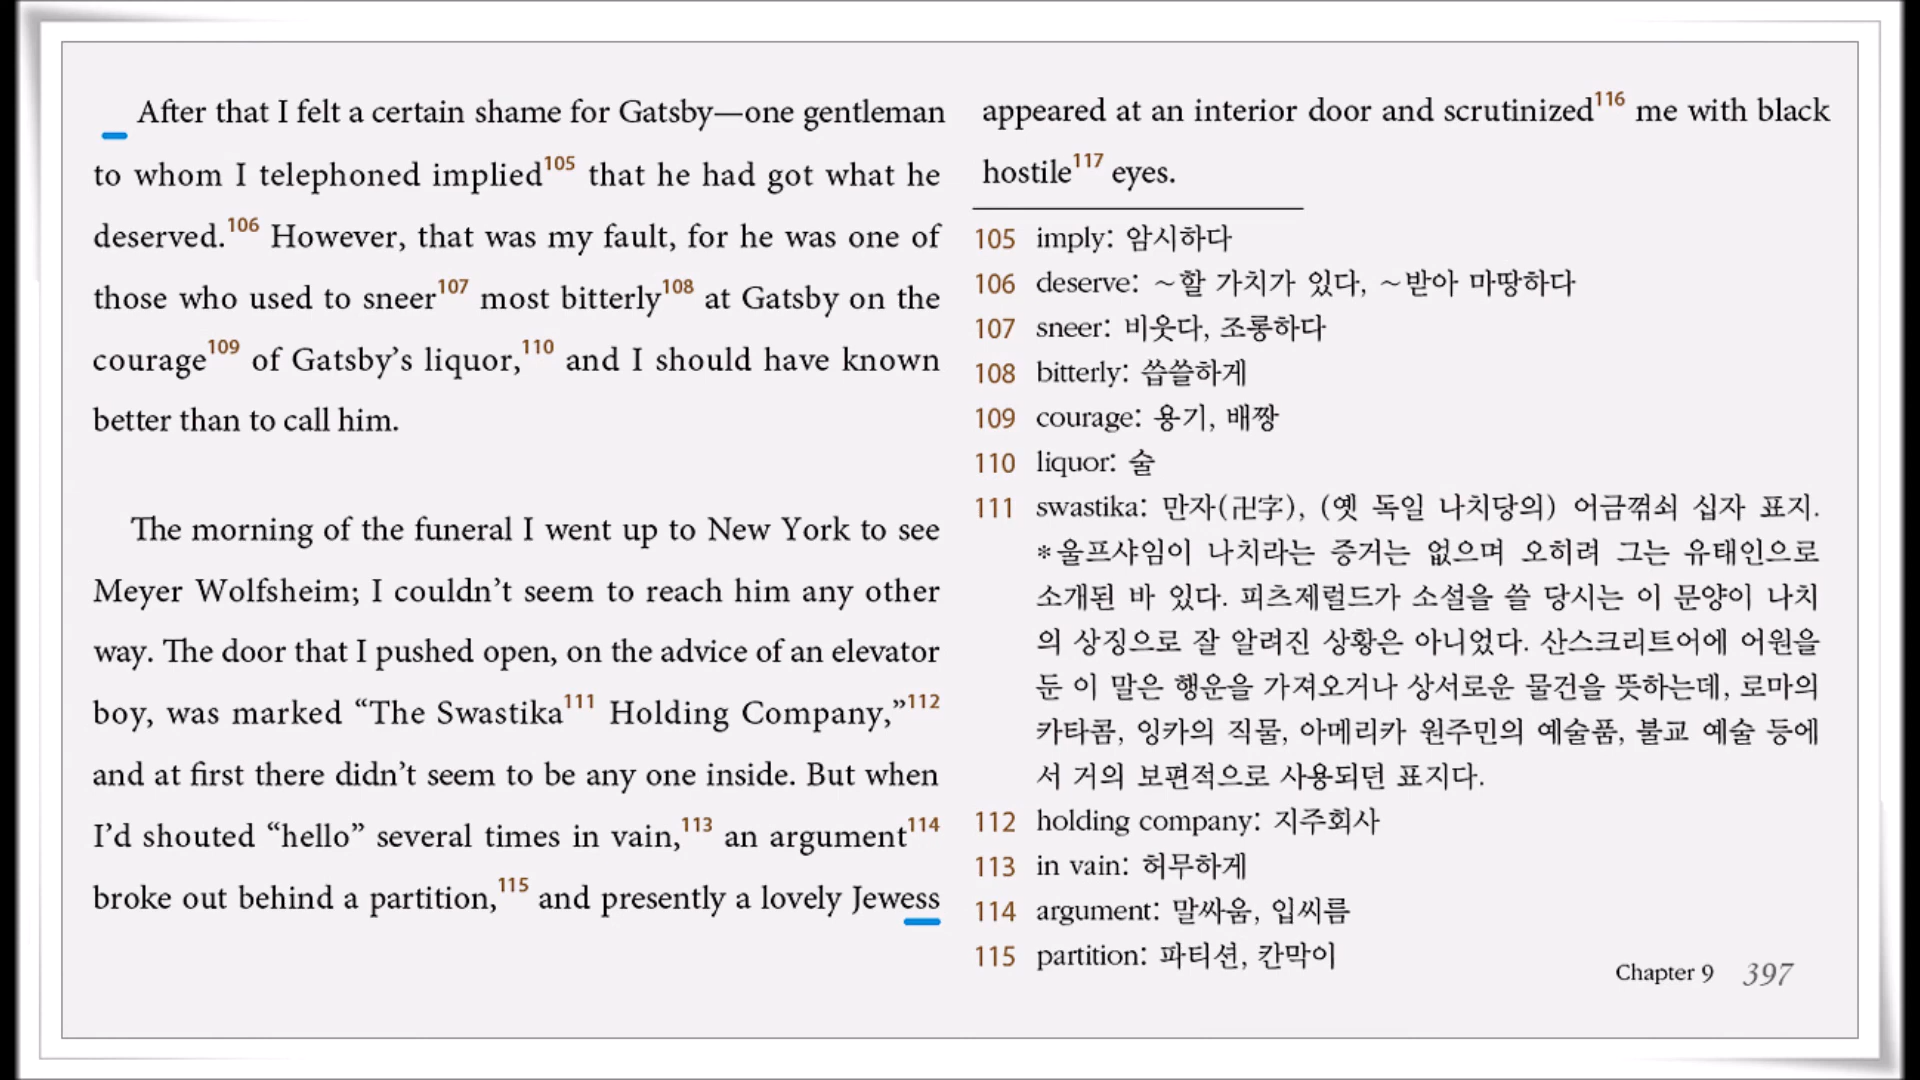 After that I felt a certain shame for Gatsby—one gentleman
to whom I telephoned implied105 that he had got what he
deserved.106 However, that was my fault, for he was one of
those who used to sneer107 most bitterly108 at Gatsby on the
courage109 of Gatsby’s liquor,110 and I should have known
better than to call him.
The morning of the funeral I went up to New York to see
Meyer Wolfsheim; I couldn’t seem to reach him any other
way. The door that I pushed open, on the advice of an elevator
boy, was marked “The Swastika111 Holding Company,”112
and at first there didn’t seem to be any one inside. But when
I’d shouted “hello” several times in vain,113 an argument114
broke out behind a partition,115 and presently a lovely Jewess
appeared at an interior door and scrutinized116 me with black
hostile117 eyes.
105 imply: 암시하다
106 deserve: ~할 가치가 있다, ~받아 마땅하다
107 sneer: 비웃다, 조롱하다
108 bitterly: 씁쓸하게
109 courage: 용기, 배짱
110 liquor: 술
111 swastika: 만자(卍字), (옛 독일 나치당의) 어금꺾쇠 십자 표지.
*울프샤임이 나치라는 증거는 없으며 오히려 그는 유태인으로
소개된 바 있다. 피츠제럴드가 소설을 쓸 당시는 이 문양이 나치
의 상징으로 잘 알려진 상황은 아니었다. 산스크리트어에 어원을
둔 이 말은 행운을 가져오거나 상서로운 물건을 뜻하는데, 로마의
카타콤, 잉카의 직물, 아메리카 원주민의 예술품, 불교 예술 등에
서 거의 보편적으로 사용되던 표지다.
112 holding company: 지주회사
113 in vain: 허무하게
114 argument: 말싸움, 입씨름
115 partition: 파티션, 칸막이
Chapter 9 397